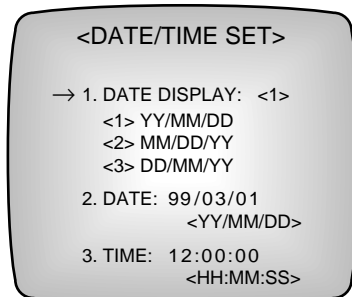 <DATE/TIME SET>
→ 1. DATE DISPLAY: <1>
<1> YY/MM/DD
<2> MM/DD/YY
<3> DD/MM/YY
2. DATE: 99/03/01
<YY/MM/DD>
3. TIME: 12:00:00
<HH:MM:SS>